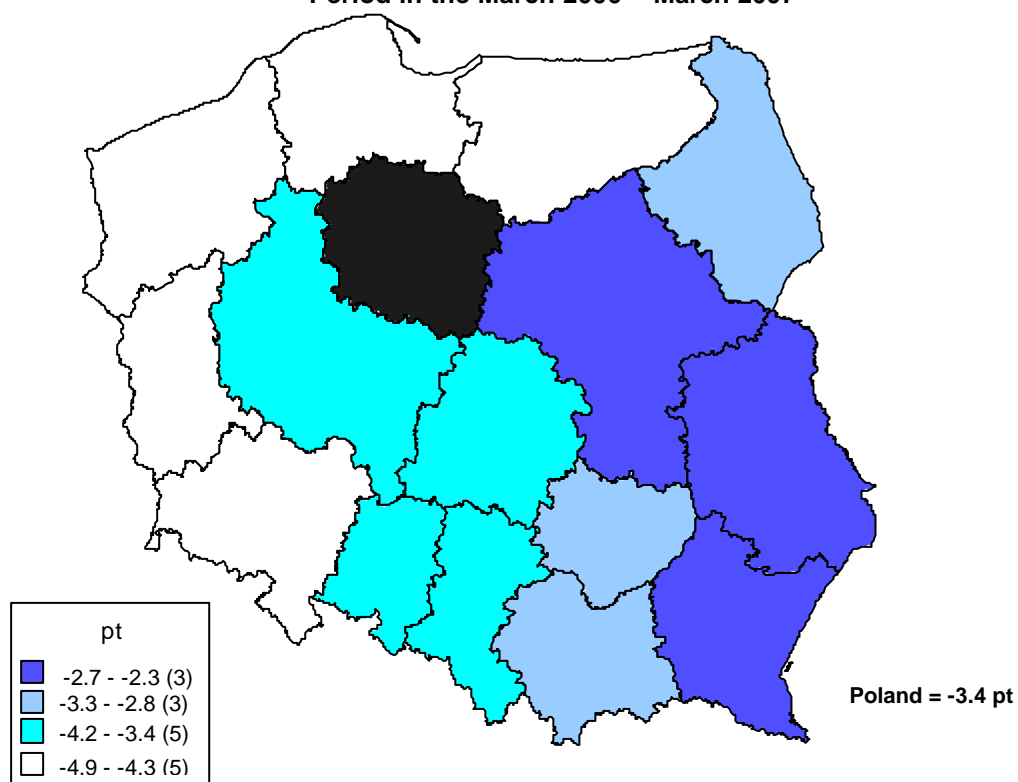 pt
-2.7 - -2.3 (3)
-3.3 - -2.8 (3)
-4.2 - -3.4 (5)
-4.9 - -4.3 (5)
Poland = -3.4 pt